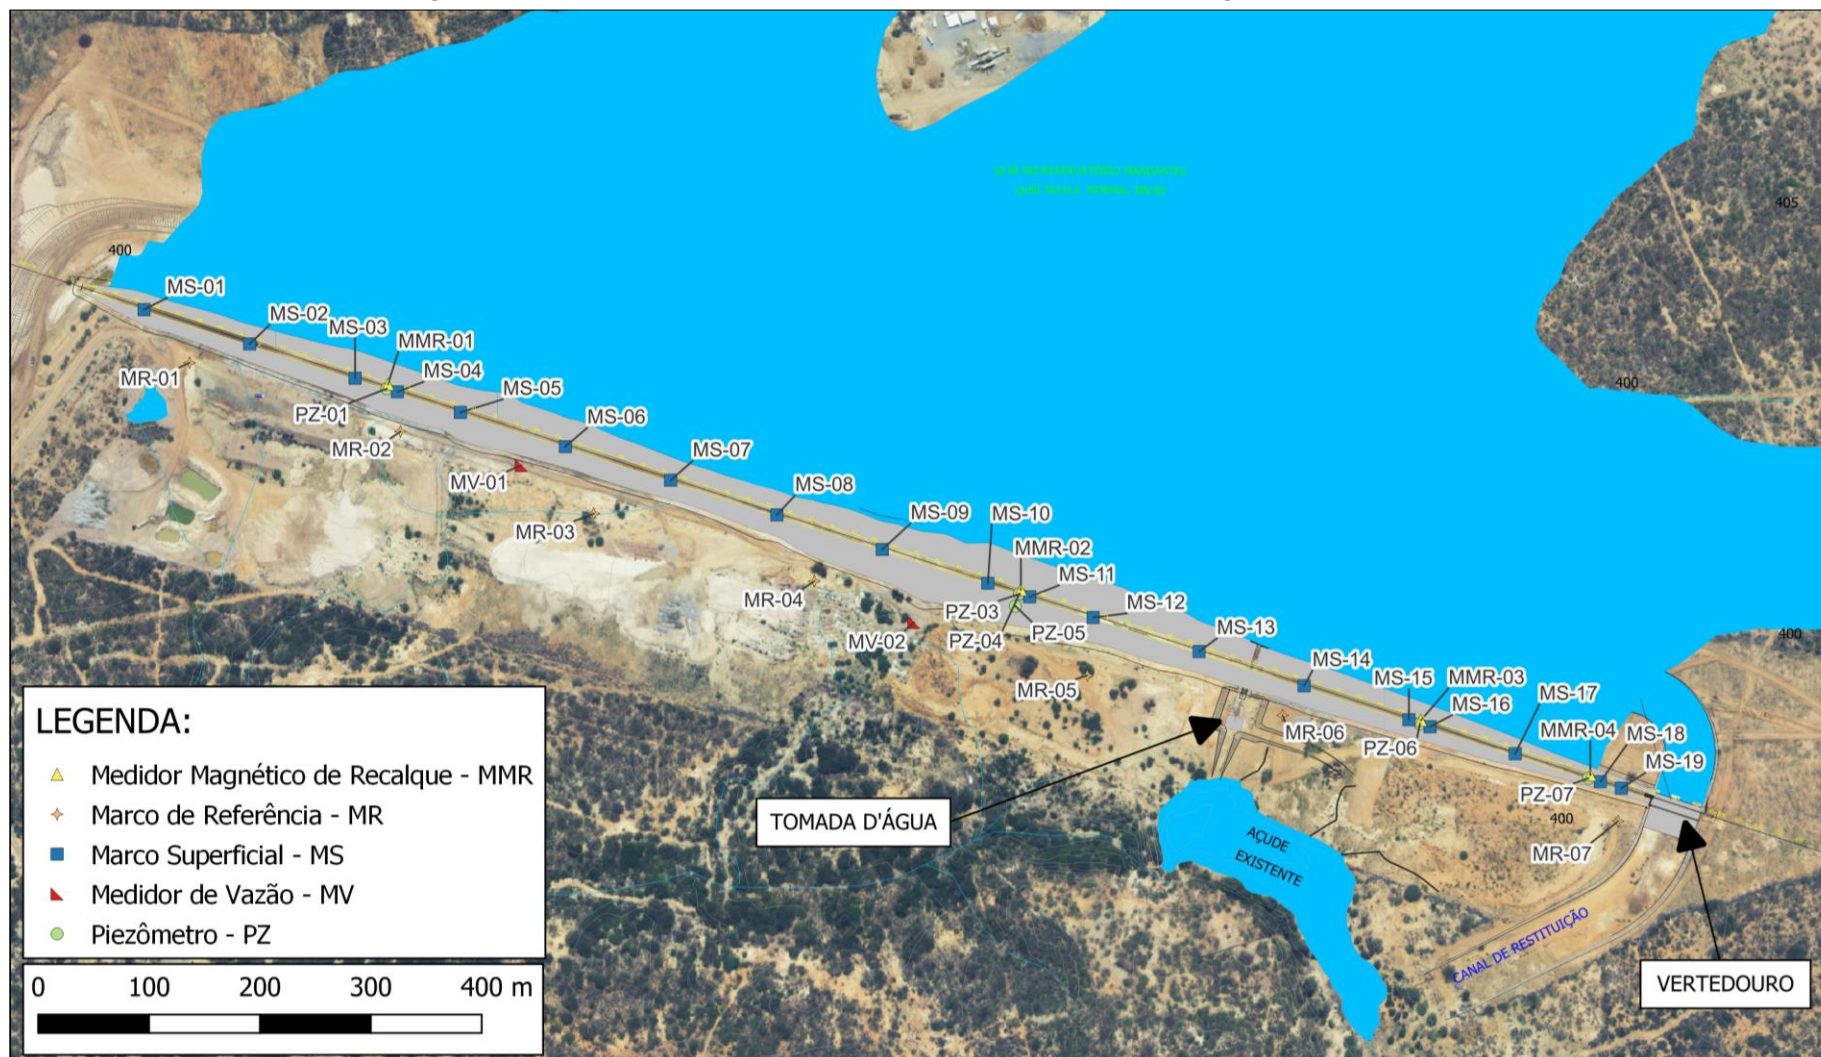 400
405
400
400
MS-01
MS-02
MS-03
MMR-01
MS-04
MS-05
MR-01
PZ-01
MR-02
MS-06
MS-07
MV-01
MR-03
MS-08
MS-09
MS-10
MMR-02
MS-11
MR-04
PZ-03
MS-12
MV-02
PZ-04
PZ-05
MS-13
MR-05
MS-14
MS-15
MMR-03
MS-16
MS-17
MR-06
PZ-06
MMR-04
MS-18
MS-19
PZ-07
400
MR-07
LEGENDA:
Medidor Magnético de Recalque - MMR
Marco de Referência - MR
Marco Superficial - MS
Medidor de Vazão - MV
Piezômetro - PZ
0 100 200 300 400 m
TOMADA D'ÁGUA
AÇUDE
EXISTENTE
CANAL DE RESTITUIÇÃO
VERTEDOURO